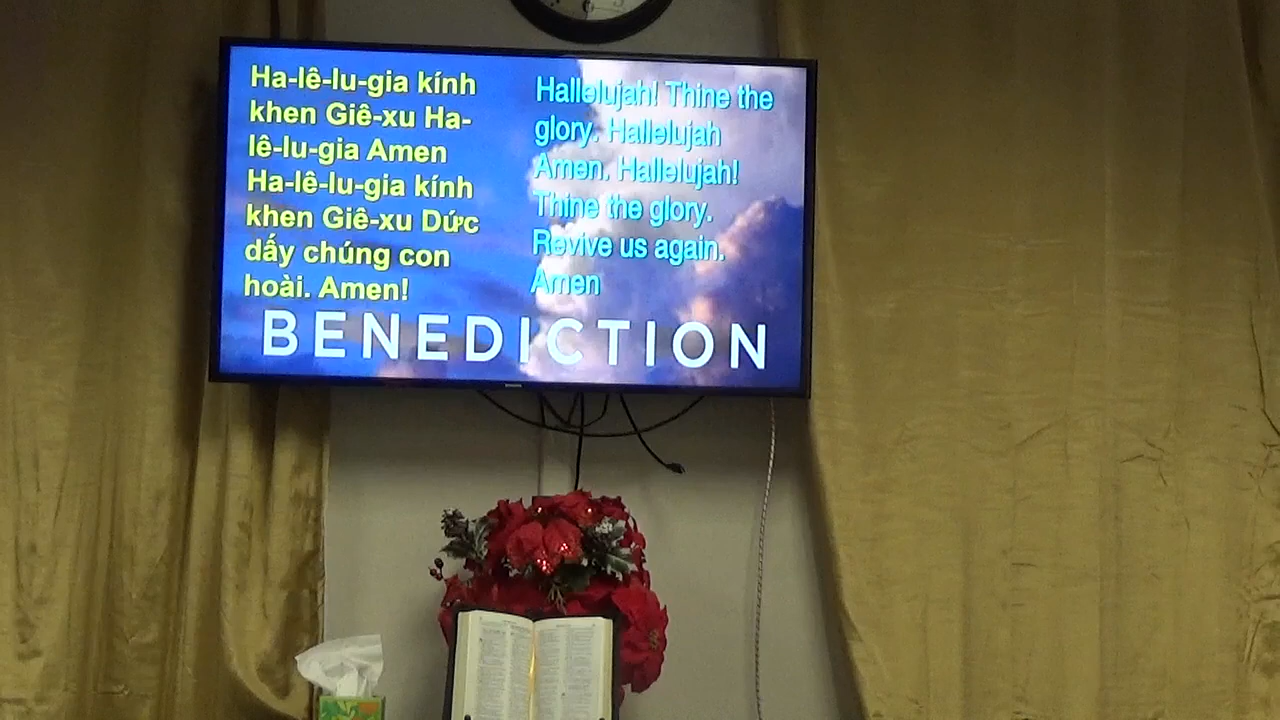 Ha-lê-lu-gia kính
khen Giê-xu Ha-
lê-lu-gia Amen
Ha-lê-lu-gia kính
khen Giê-xu Dức
dấy chúng con
hoài. Amen!
Hallelujah! Thine the
glory. Hallelujah
Amen. Hallelujah!
Thine the glory.
Revive us again.
Amen
BENEDICTION